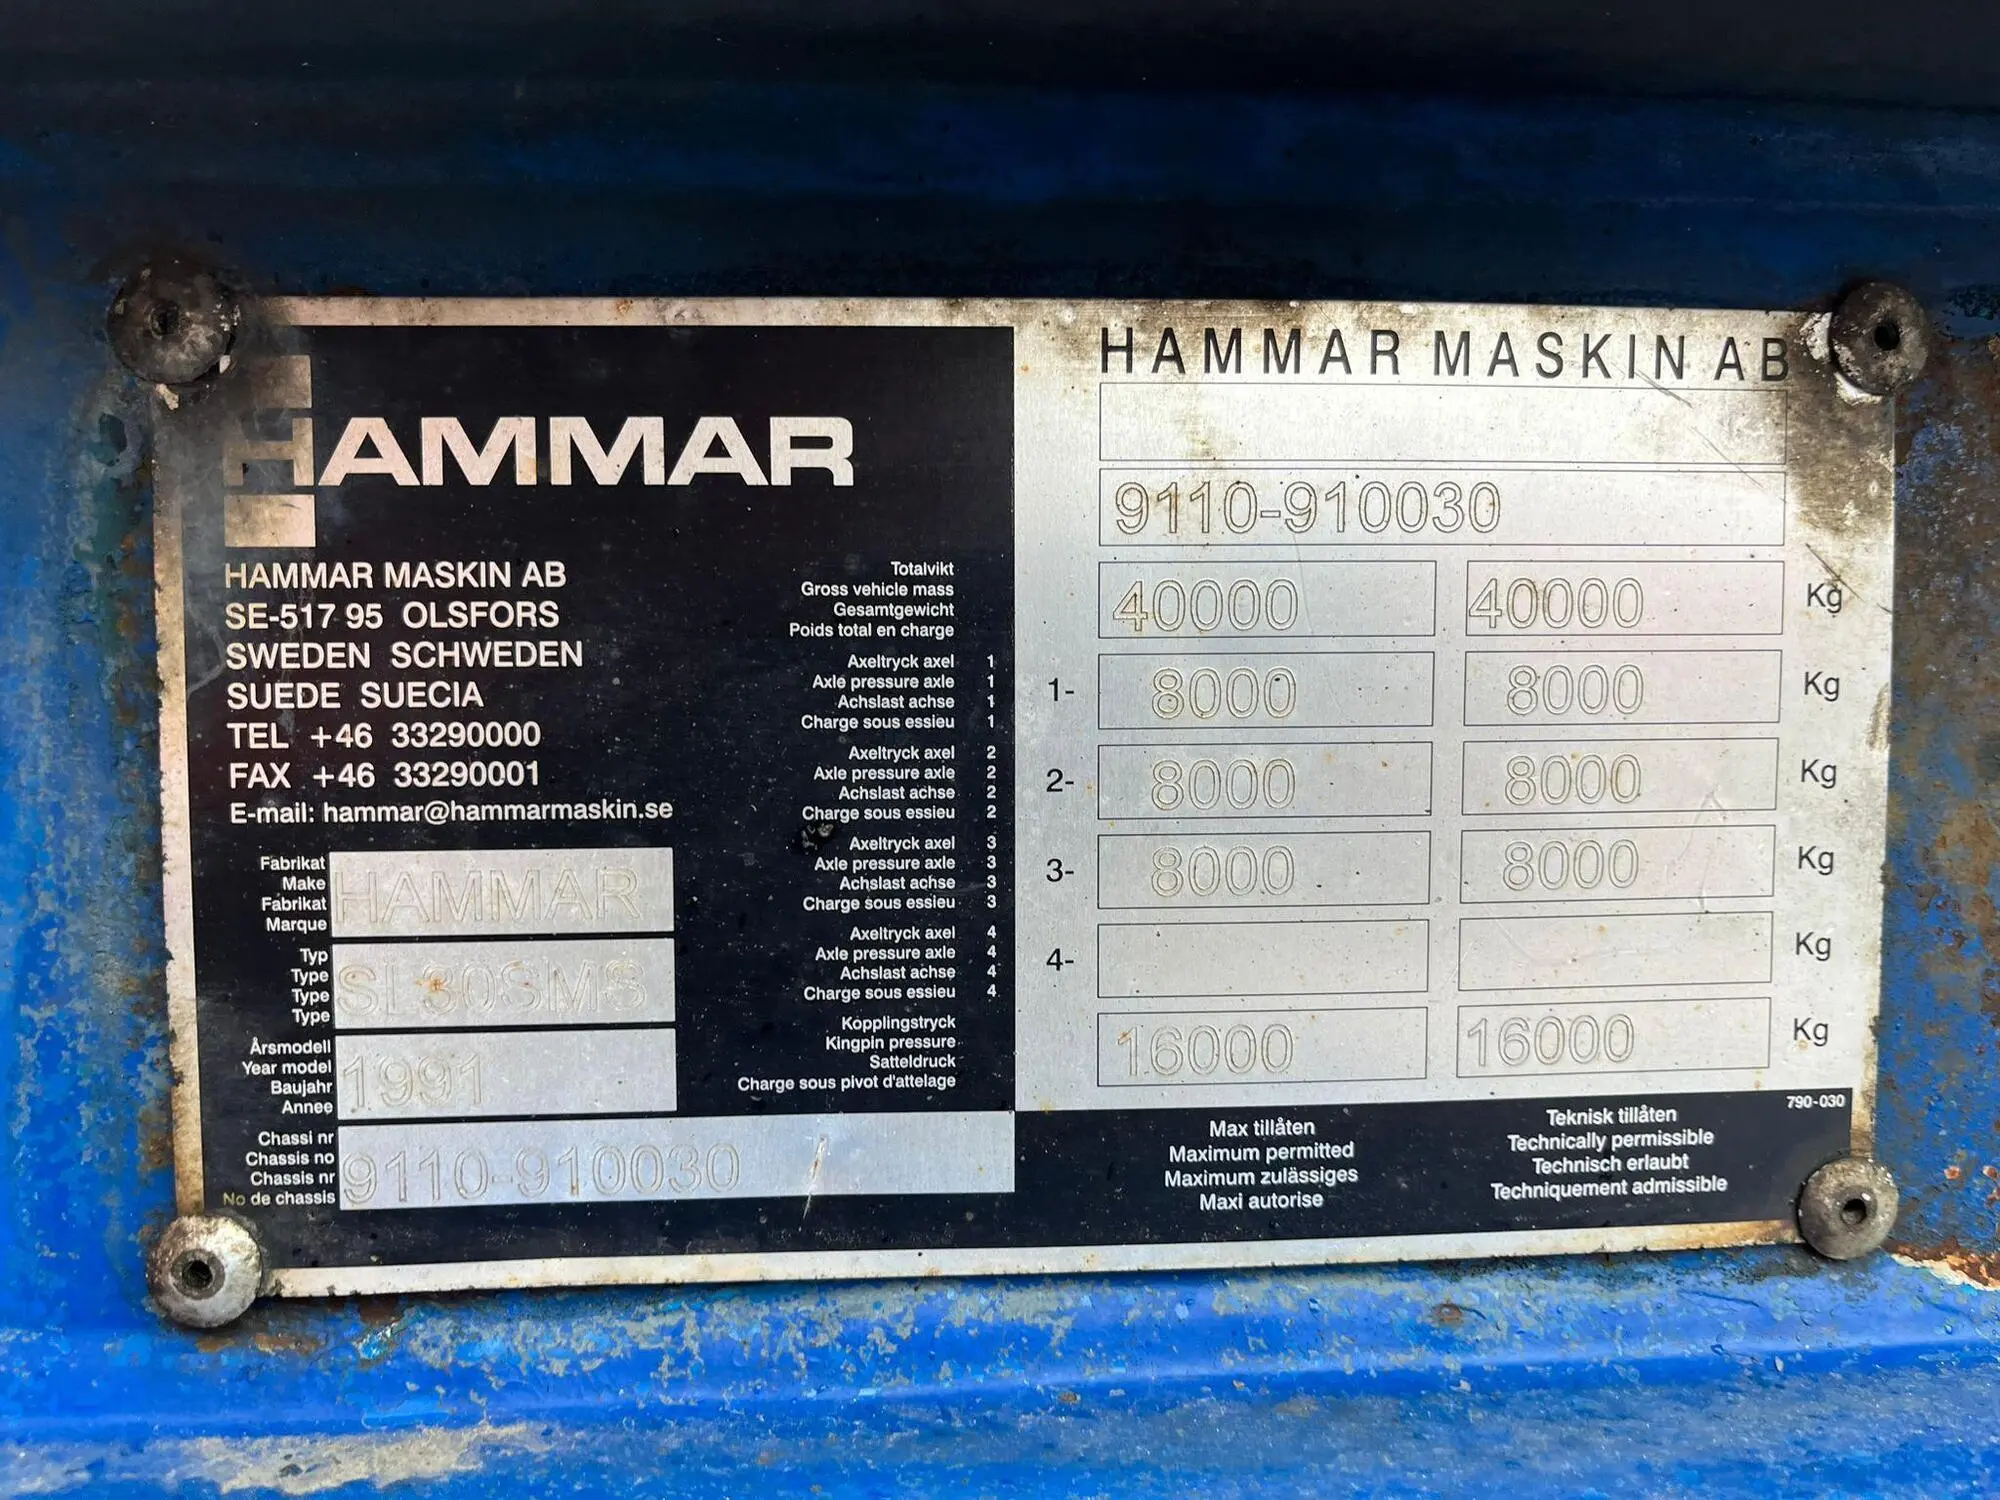 HAMMAR
HAMMAR MASKIN AB
SE-517 95 OLSFORS
SWEDEN SCHWEDEN
SUEDE SUECIA
TEL +46 33290000
FAX +46 33290001
E-mail: hammar@hammarmaskin.se
Fabrikat
Make
Fabrikat
Marque
HAMMAR
Typ
Type
Type
Type
SL30SMS
Årsmodell
Year model
Baujahr
Annee
1991
Chassi nr
Chassis no
Chassis nr
No de chassis
9110-910030
HAMMAR MASKIN AB
9110-910030
Totalvikt
Gross vehicle mass
Gesamtgewicht
Poids total en charge
40000 40000 Kg
Axeltryck axel 1
Axle pressure axle 1
Achslast achse 1
Charge sous essieu 1
1- 8000 8000 Kg
Axeltryck axel 2
Axle pressure axle 2
Achslast achse 2
Charge sous essieu 2
2- 8000 8000 Kg
Axeltryck axel 3
Axle pressure axle 3
Achslast achse 3
Charge sous essieu 3
3- 8000 8000 Kg
Axeltryck axel 4
Axle pressure axle 4
Achslast achse 4
Charge sous essieu 4
4- Kg
Kopplingstryck
Kingpin pressure
Satteldruck
Charge sous pivot d'attelage
16000 16000 Kg
Max tillåten
Maximum permitted
Maximum zulässiges
Maxi autorise
Teknisk tillåten
Technically permissible
Technisch erlaubt
Techniquement admissible
790-030